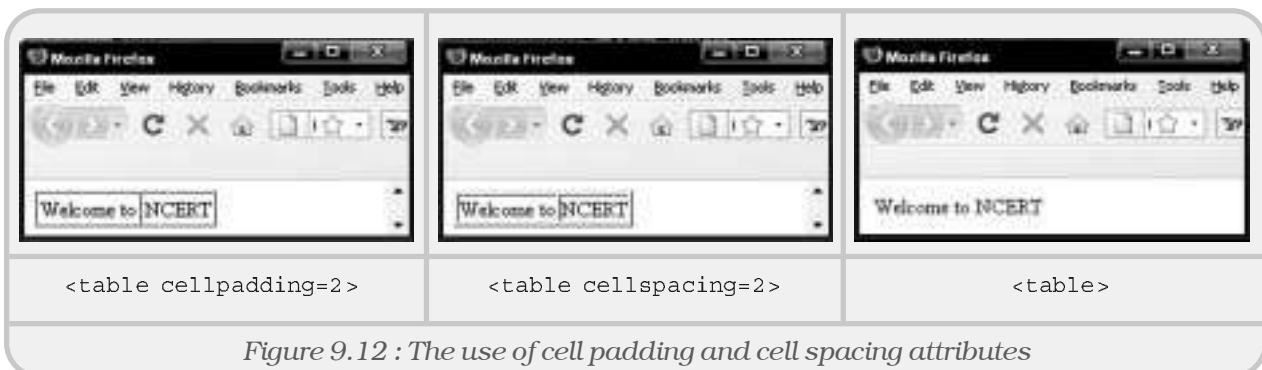 Mozilla Firefox
File Edit View History Bookmarks Tools Help
Welcome to NCERT
Mozilla Firefox
File Edit View History Bookmarks Tools Help
Welcome to NCERT
Mozilla Firefox
File Edit View History Bookmarks Tools Help
Welcome to NCERT
<table cellpadding=2>
<table cellspacing=2>
<table>
Figure 9.12 : The use of cell padding and cell spacing attributes